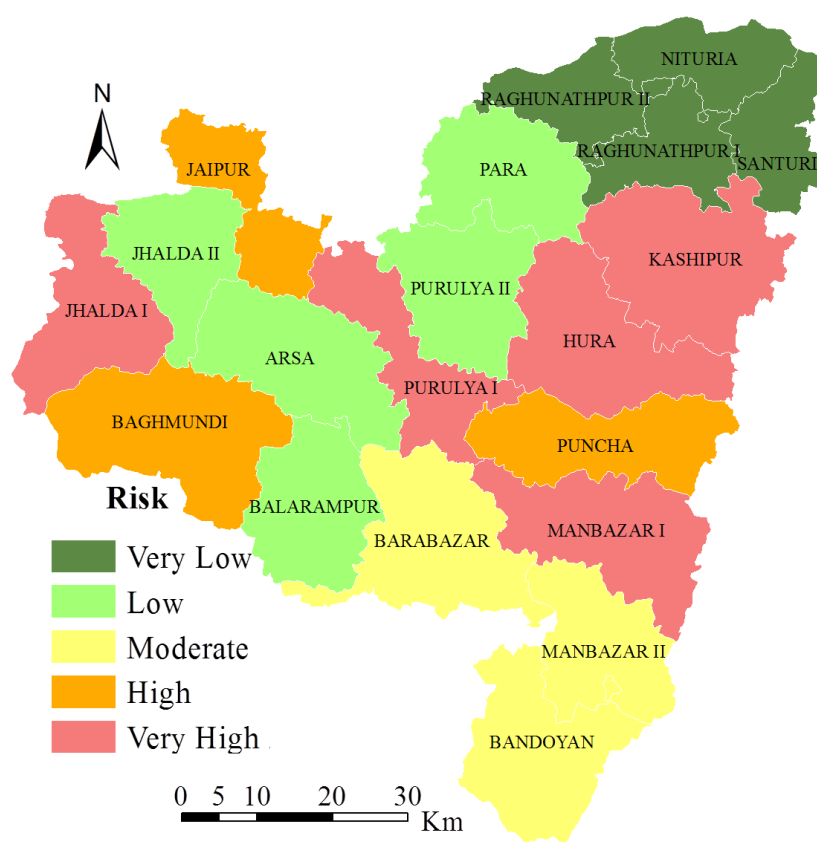 NITURIA
N
RAGHUNATHPUR II
RAGHUNATHPUR I
SANTURI
JAIPUR
PARA
JHALDA II
KASHIPUR
PURULYA II
JHALDA I
HURA
ARSA
PURULYA I
BAGHMUNDI
PUNCHA
Risk
BALARAMPUR
MANBAZAR I
BARABAZAR
Very Low
Low
Moderate
MANBAZAR II
High
Very High
BANDOYAN
0 5 10 20 30
Km